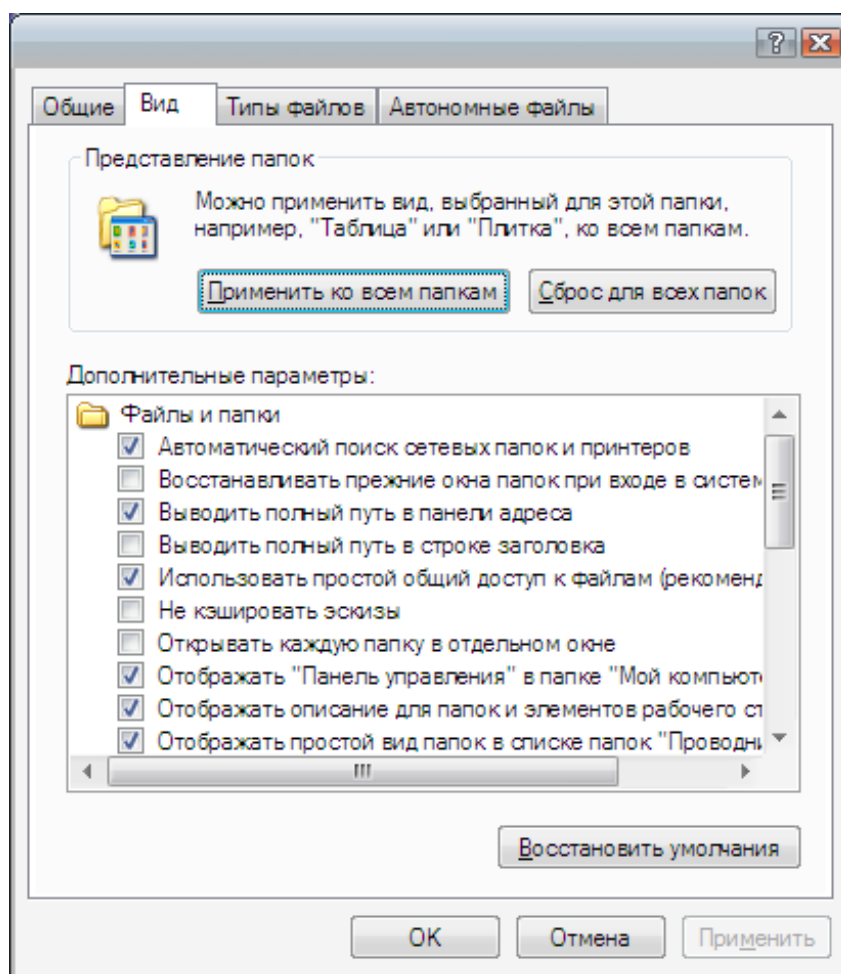 Общие Вид Типы файлов Автономные файлы
Представление папок
Можно применить вид, выбранный для этой папки,
например, "Таблица" или "Плитка", ко всем папкам.
Применить ко всем папкам Сброс для всех папок
Дополнительные параметры:
Файлы и папки
Автоматический поиск сетевых папок и принтеров
Восстанавливать прежние окна папок при входе в систем
Выводить полный путь в панели адреса
Выводить полный путь в строке заголовка
Использовать простой общий доступ к файлам (рекоменд
Не кэшировать эскизы
Открывать каждую папку в отдельном окне
Отображать "Панель управления" в папке "Мой компьют
Отображать описание для папок и элементов рабочего ст
Отображать простой вид папок в списке папок "Проводни
Восстановить умолчания
OK Отмена Применить